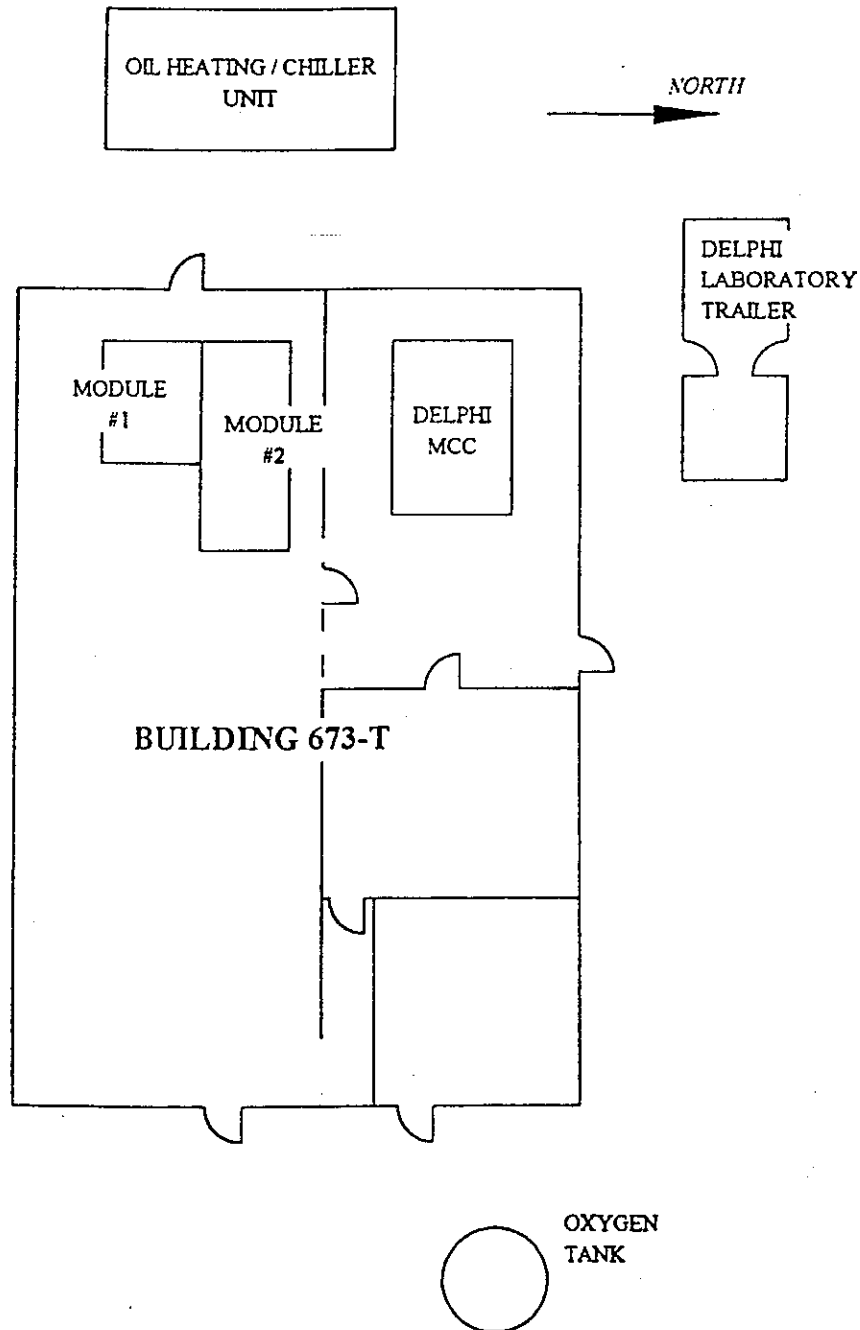 OIL HEATING / CHILLER
UNIT
NORTH
DELPHI
LABORATORY
TRAILER
MODULE
#1
MODULE
#2
DELPHI
MCC
BUILDING 673-T
OXYGEN
TANK